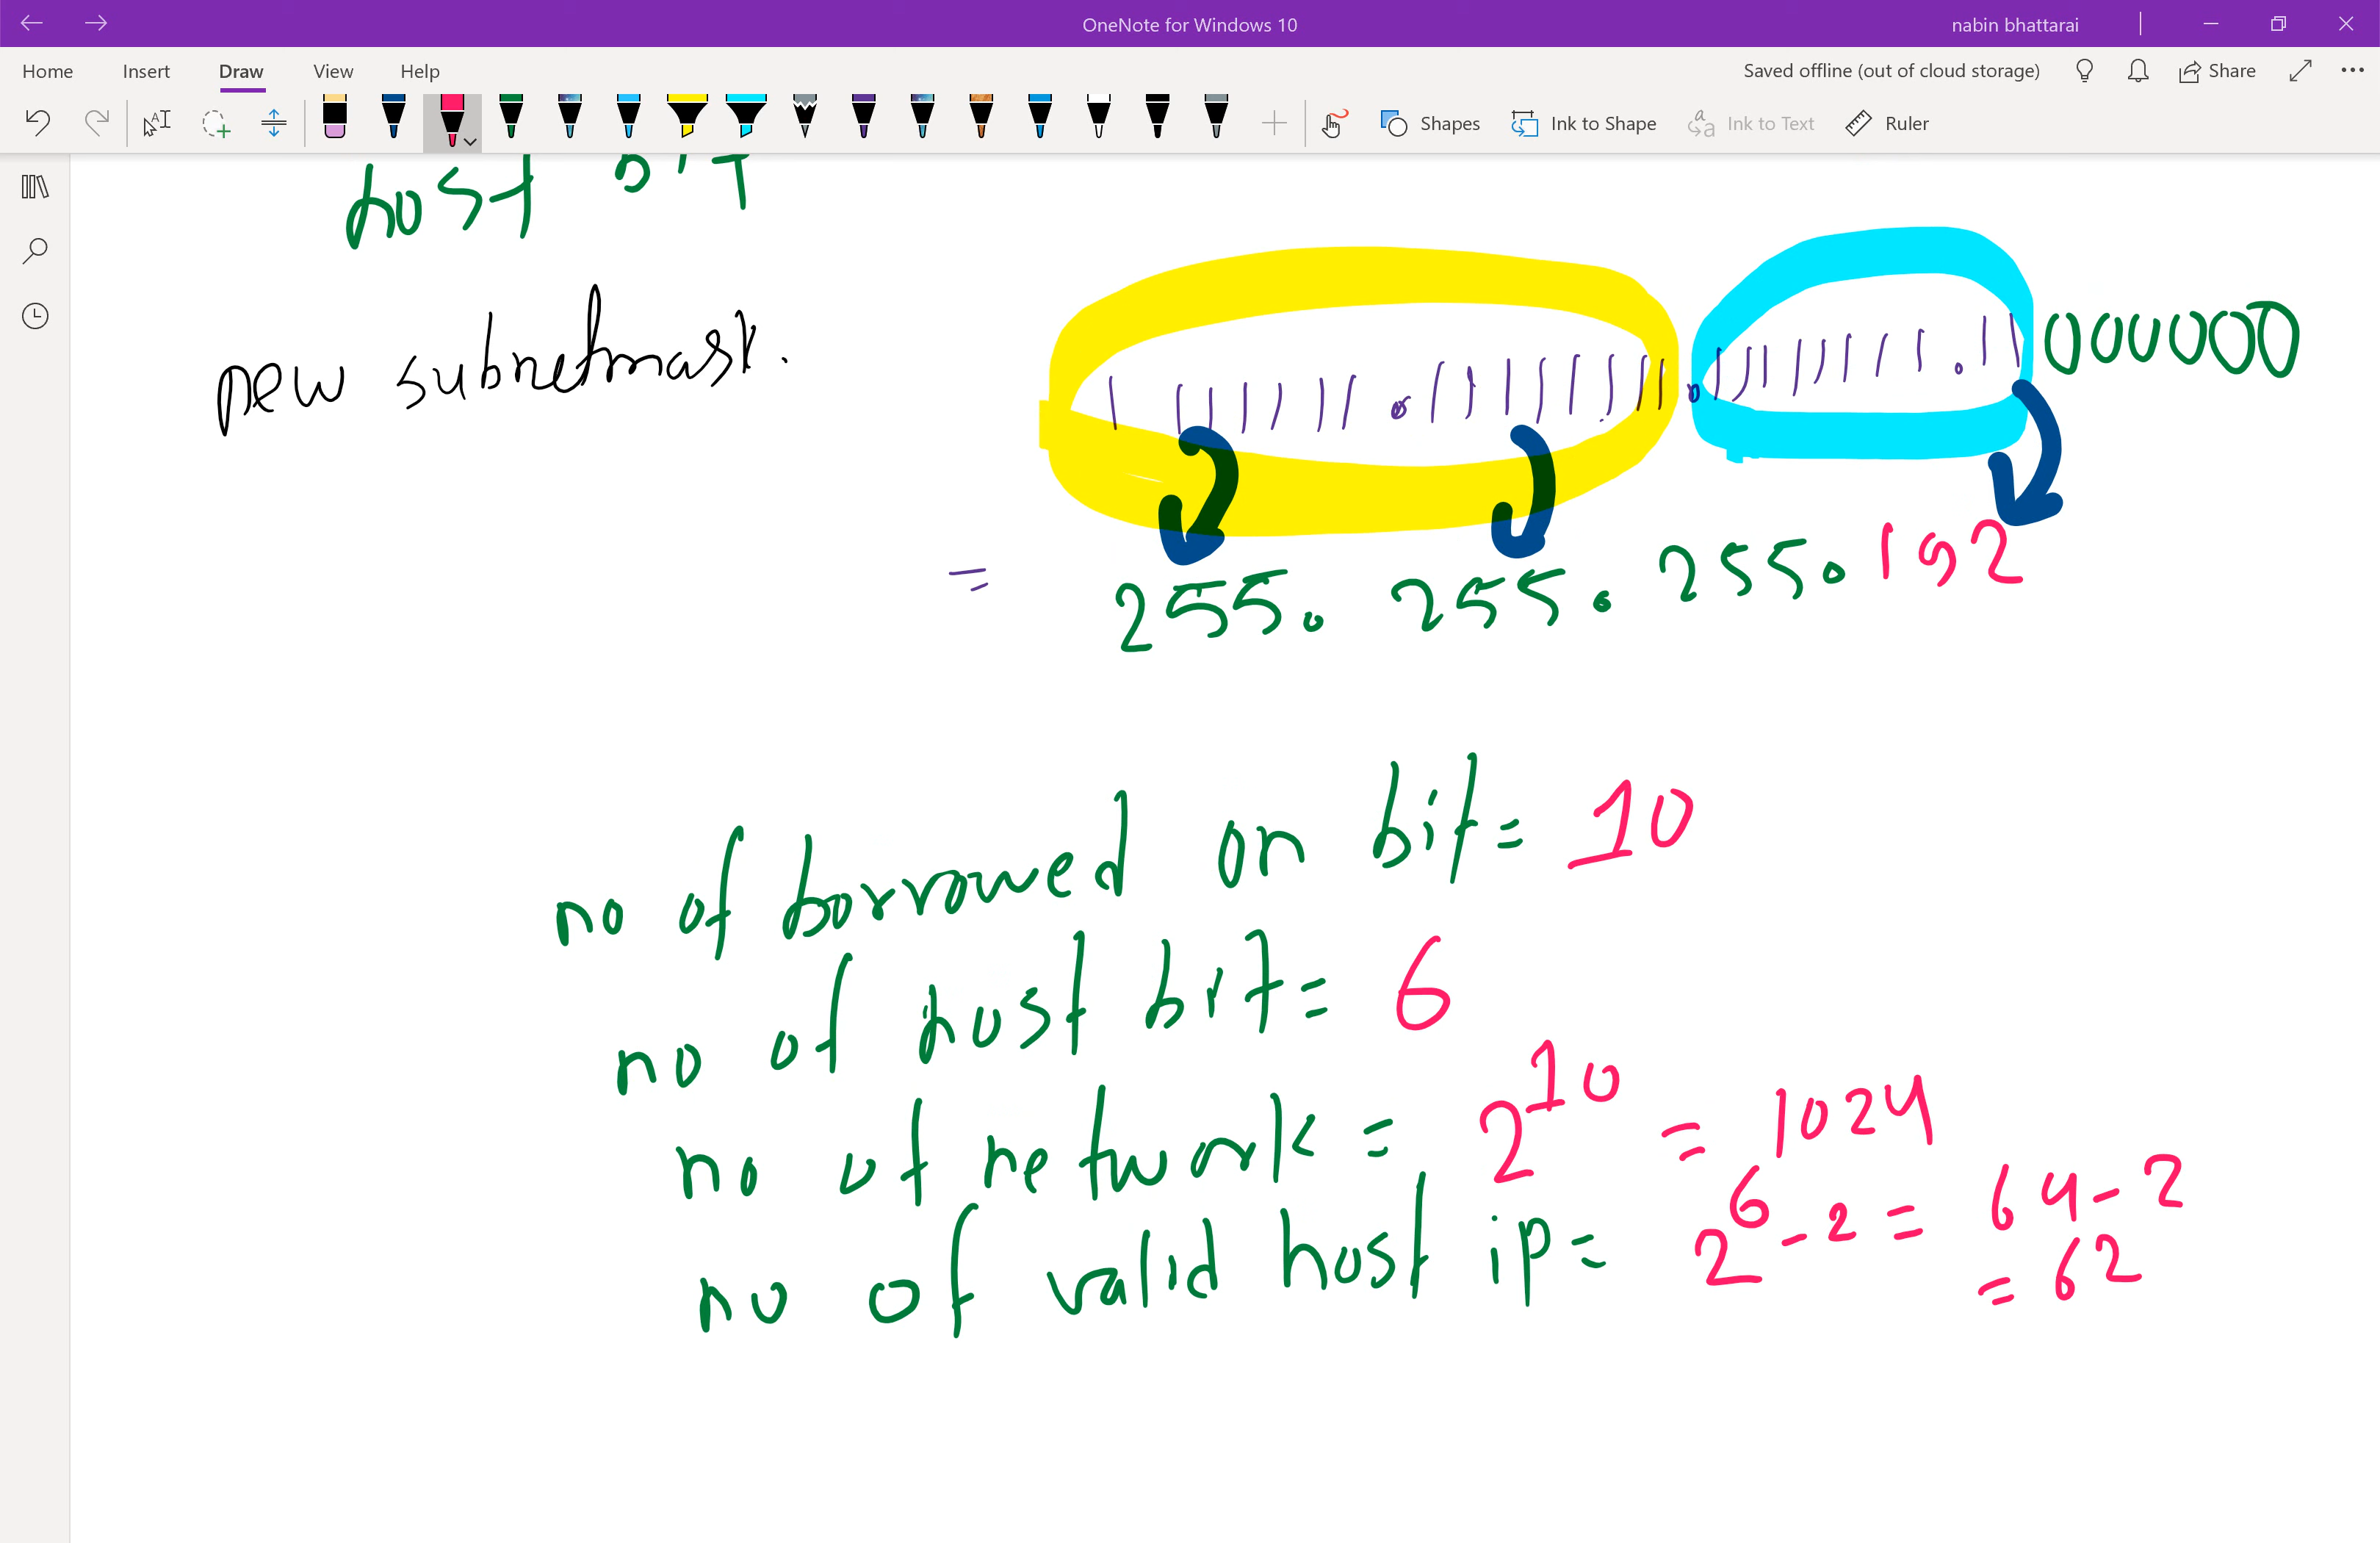 OneNote for Windows 10 nabin bhattarai
Home Insert Draw View Help Saved offline (out of cloud storage) Share
Shapes Ink to Shape Ink to Text Ruler
host bit
new subnetmask. 11111111.11111111.11111111.11000000
= 255. 255. 255.192
no of borrowed on bit= 10
no of host bit= 6
no of network = 2^10 = 1024
no of valid host ip= 2^6-2 = 64-2
= 62